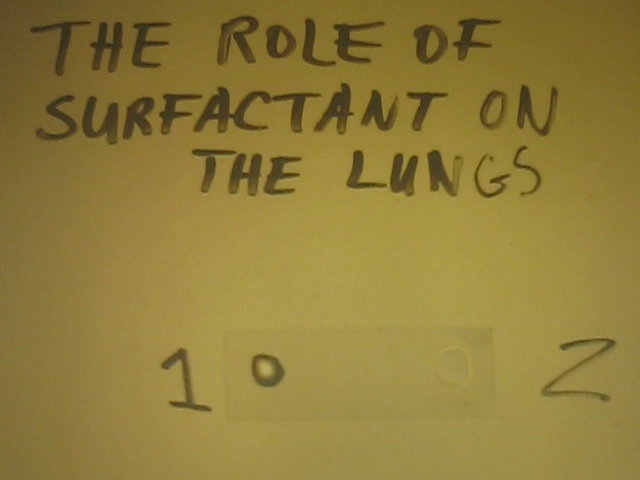 THE ROLE OF
SURFACTANT ON
THE LUNGS
1 2